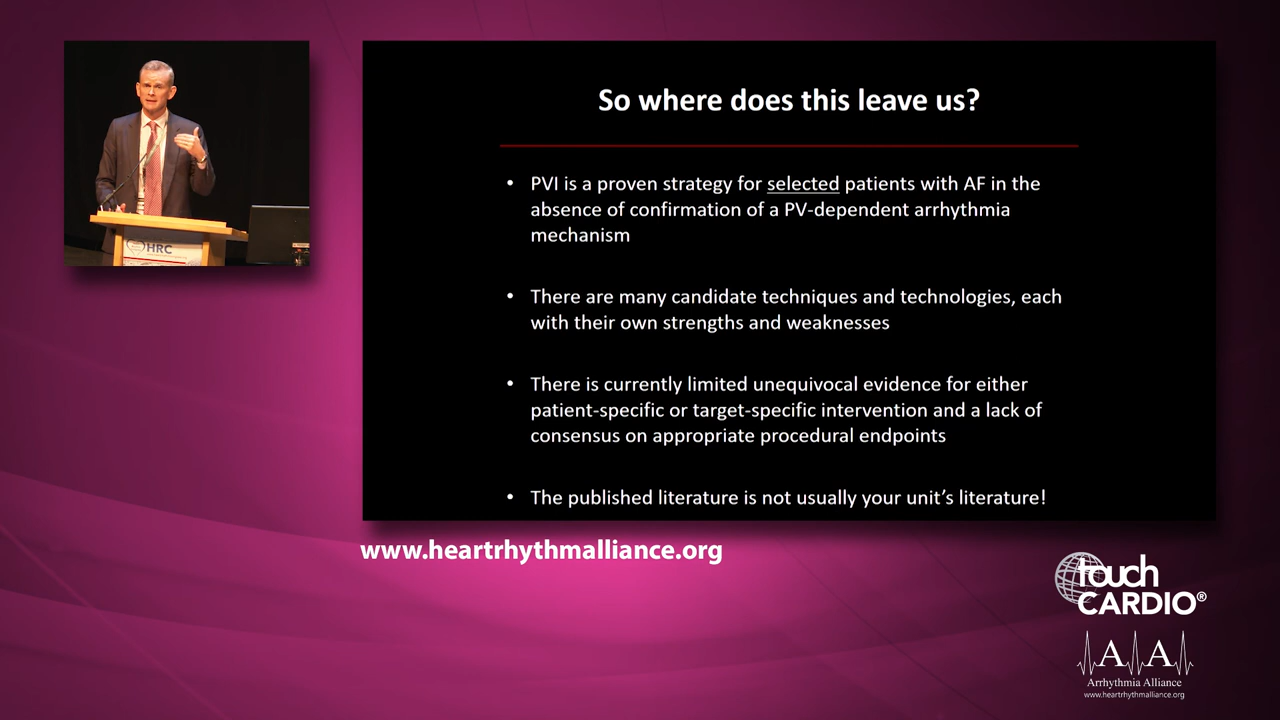 So where does this leave us?
• PVI is a proven strategy for selected patients with AF in the
absence of confirmation of a PV-dependent arrhythmia
mechanism
• There are many candidate techniques and technologies, each
with their own strengths and weaknesses
• There is currently limited unequivocal evidence for either
patient-specific or target-specific intervention and a lack of
consensus on appropriate procedural endpoints
• The published literature is not usually your unit's literature!
HRC
www.heartrhythmalliance.org
touch
CARDIO®
A A
Arrhythmia Alliance
www.heartrhythmalliance.org